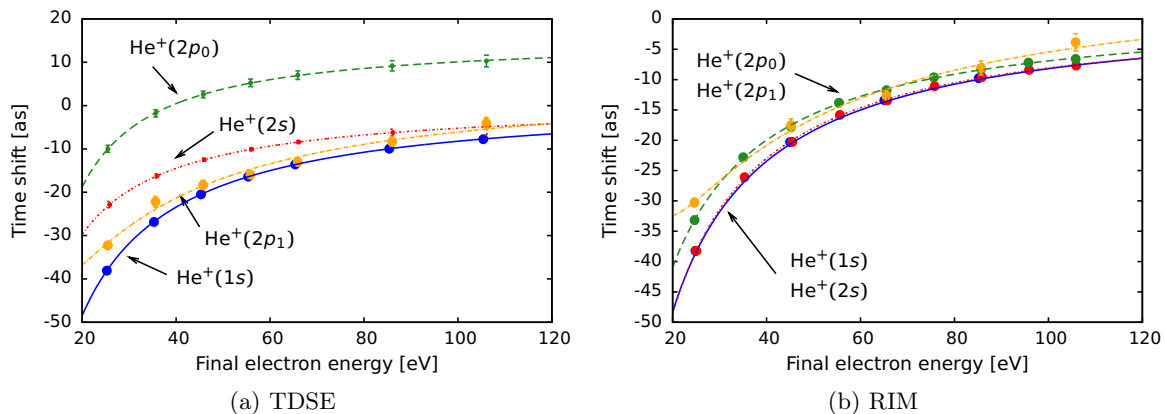 20
10
0
-10
-20
-30
-40
-50
Time shift [as]
He⁺(2p₀)
He⁺(2s)
He⁺(2p₁)
He⁺(1s)
20 40 60 80 100 120
Final electron energy [eV]
(a) TDSE
0
-5
-10
-15
-20
-25
-30
-35
-40
-45
-50
Time shift [as]
He⁺(2p₀)
He⁺(2p₁)
He⁺(1s)
He⁺(2s)
20 40 60 80 100 120
Final electron energy [eV]
(b) RIM